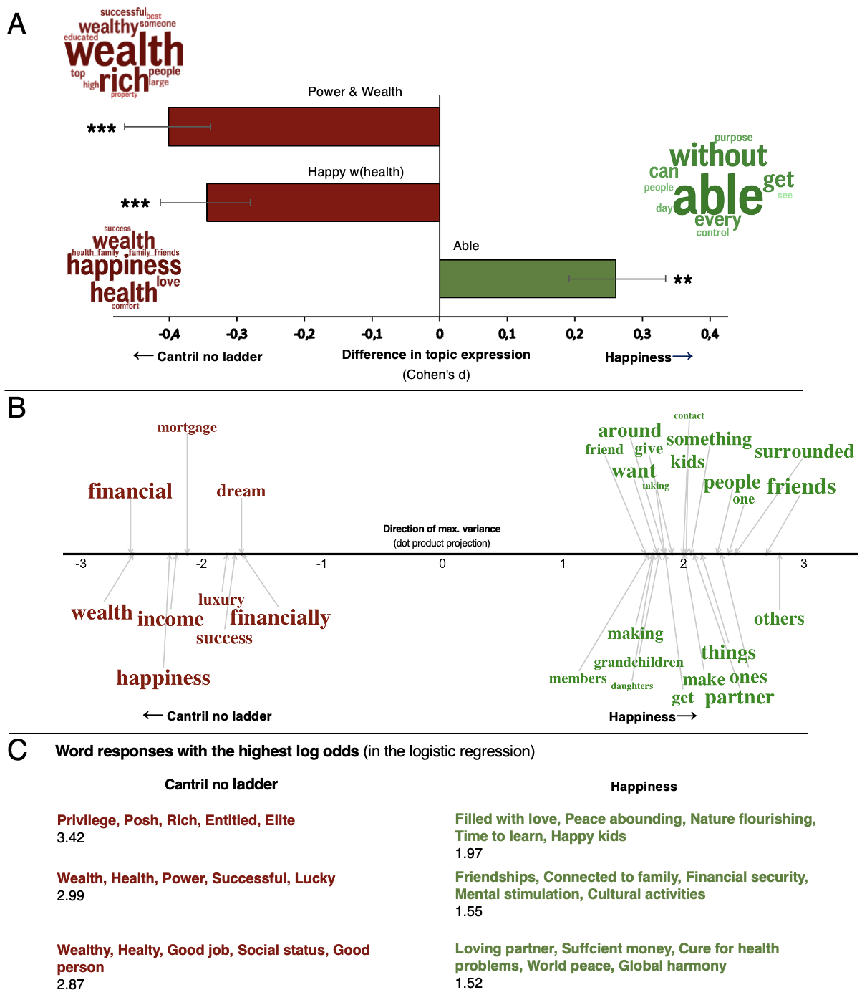 A
successful best
wealthy someone
educated
wealth
top rich people
high large
property
Power & Wealth
***
Happy w(health)
***
success
wealth
health_family family_friends
happiness
love
health
comfort
purpose
without
can get
people able see
day every
control
Able
**
-0,4 -0,3 -0,2 -0,1 0 0,1 0,2 0,3 0,4
← Cantril no ladder Difference in topic expression Happiness→
(Cohen's d)
B
mortgage
financial dream
contact
around something
friend give surrounded
want kids
taking people friends
one
Direction of max. variance
(dot product projection)
-3 -2 -1 0 1 2 3
luxury
wealth income financially
success
happiness
others
making
grandchildren things
members make ones
daughters
get partner
← Cantril no ladder Happiness→
C
Word responses with the highest log odds (in the logistic regression)
Cantril no ladder Happiness
Privilege, Posh, Rich, Entitled, Elite
3.42
Filled with love, Peace abounding, Nature flourishing,
Time to learn, Happy kids
1.97
Wealth, Health, Power, Successful, Lucky
2.99
Friendships, Connected to family, Financial security,
Mental stimulation, Cultural activities
1.55
Wealthy, Healty, Good job, Social status, Good
person
2.87
Loving partner, Suffcient money, Cure for health
problems, World peace, Global harmony
1.52